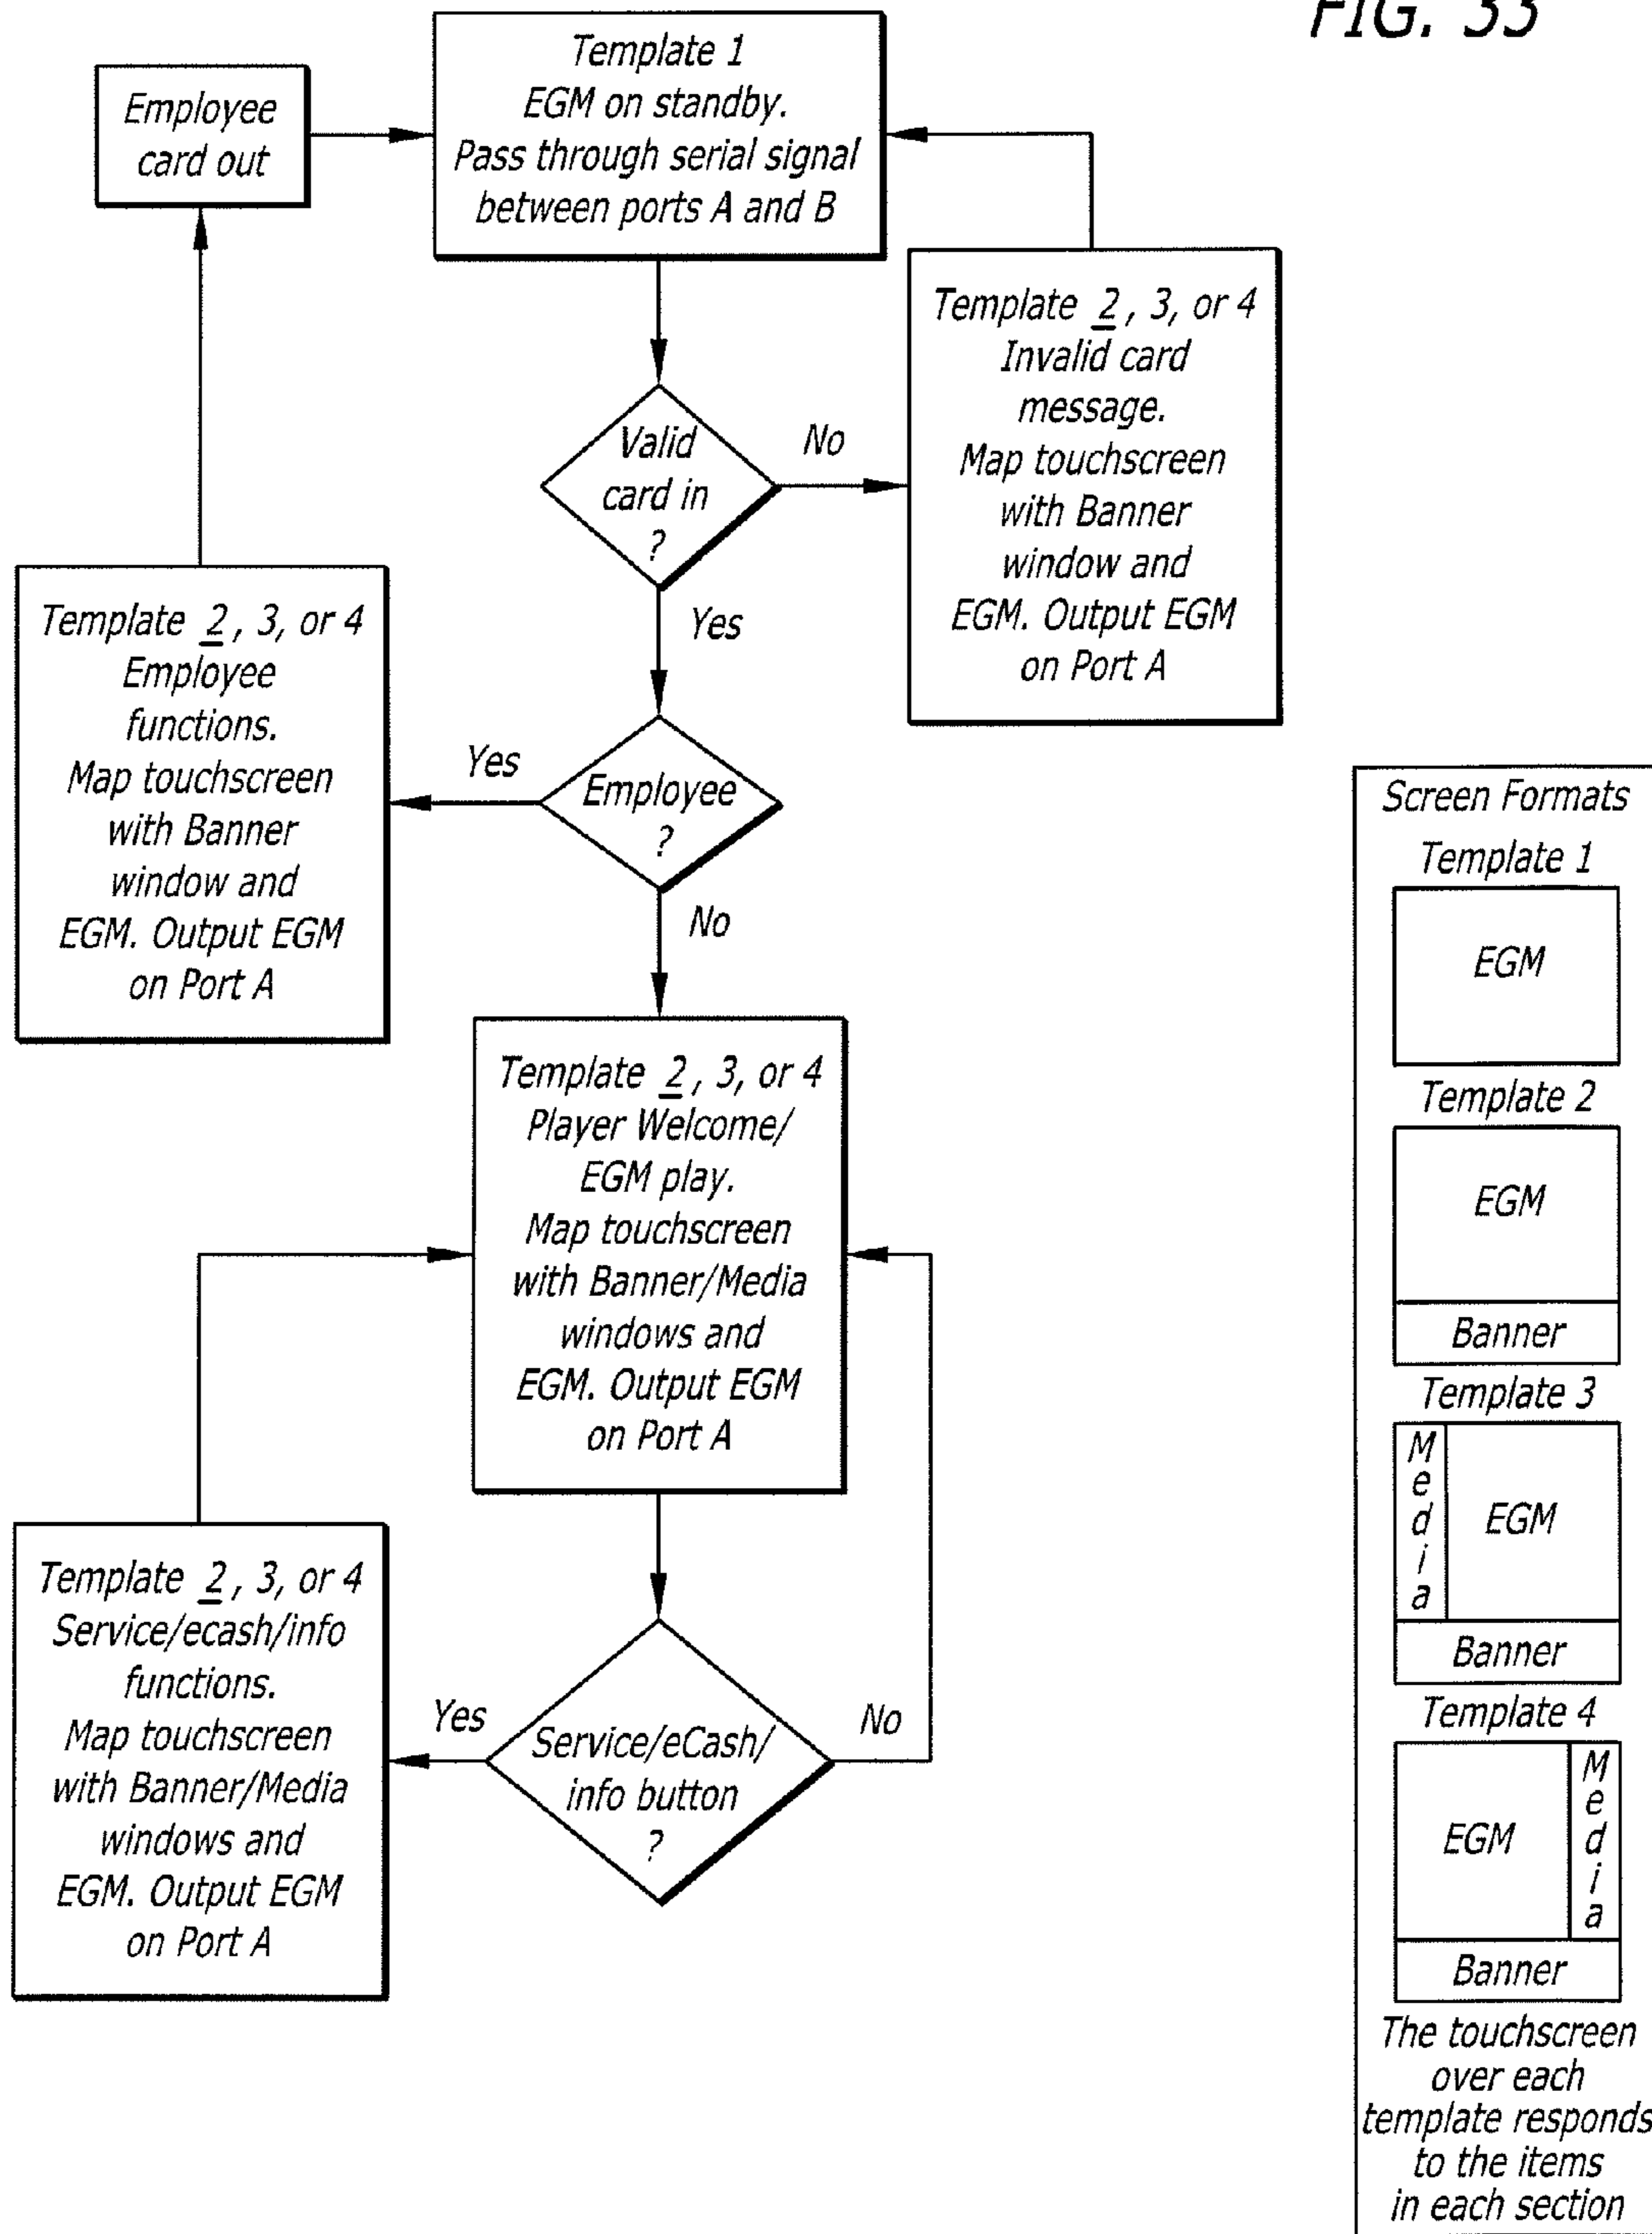 FIG. 33
Template 1
EGM on standby.
Pass through serial signal
between ports A and B
Employee
card out
Template 2, 3, or 4
Invalid card
message.
Map touchscreen
with Banner
window and
EGM. Output EGM
on Port A
Valid
card in
?
No
Yes
Template 2, 3, or 4
Employee
functions.
Map touchscreen
with Banner
window and
EGM. Output EGM
on Port A
Yes
Employee
?
No
Template 2, 3, or 4
Player Welcome/
EGM play.
Map touchscreen
with Banner/Media
windows and
EGM. Output EGM
on Port A
Template 2, 3, or 4
Service/ecash/info
functions.
Map touchscreen
with Banner/Media
windows and
EGM. Output EGM
on Port A
Yes
Service/eCash/
info button
?
No
Screen Formats
Template 1
EGM
Template 2
EGM
Banner
Template 3
Media
EGM
Banner
Template 4
EGM
Media
Banner
The touchscreen
over each
template responds
to the items
in each section